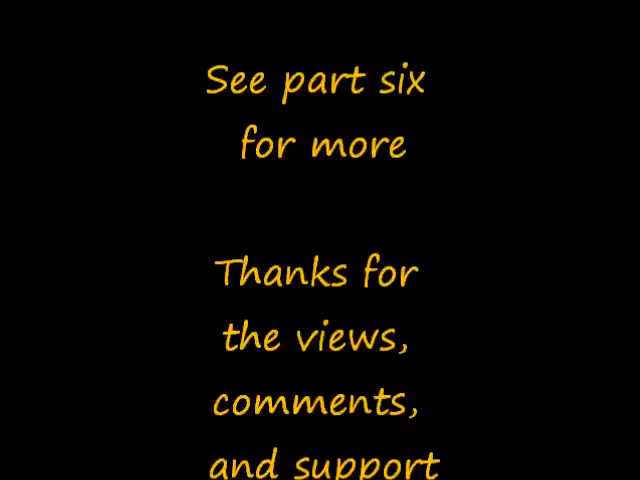 See part six
for more
Thanks for
the views,
comments,
and support